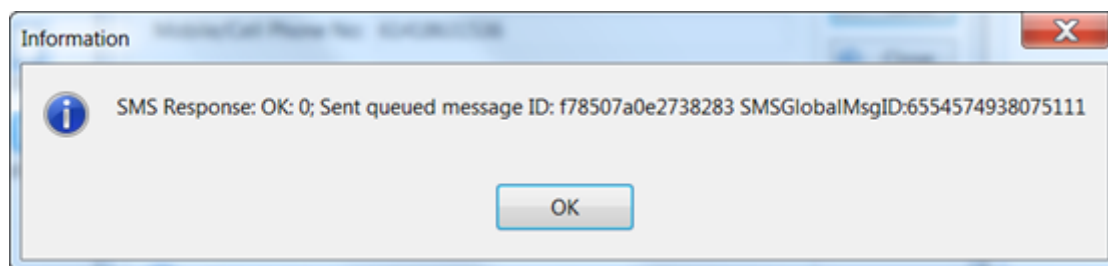 Information
SMS Response: OK: 0; Sent queued message ID: f78507a0e2738283 SMSGlobalMsgID:6554574938075111
OK